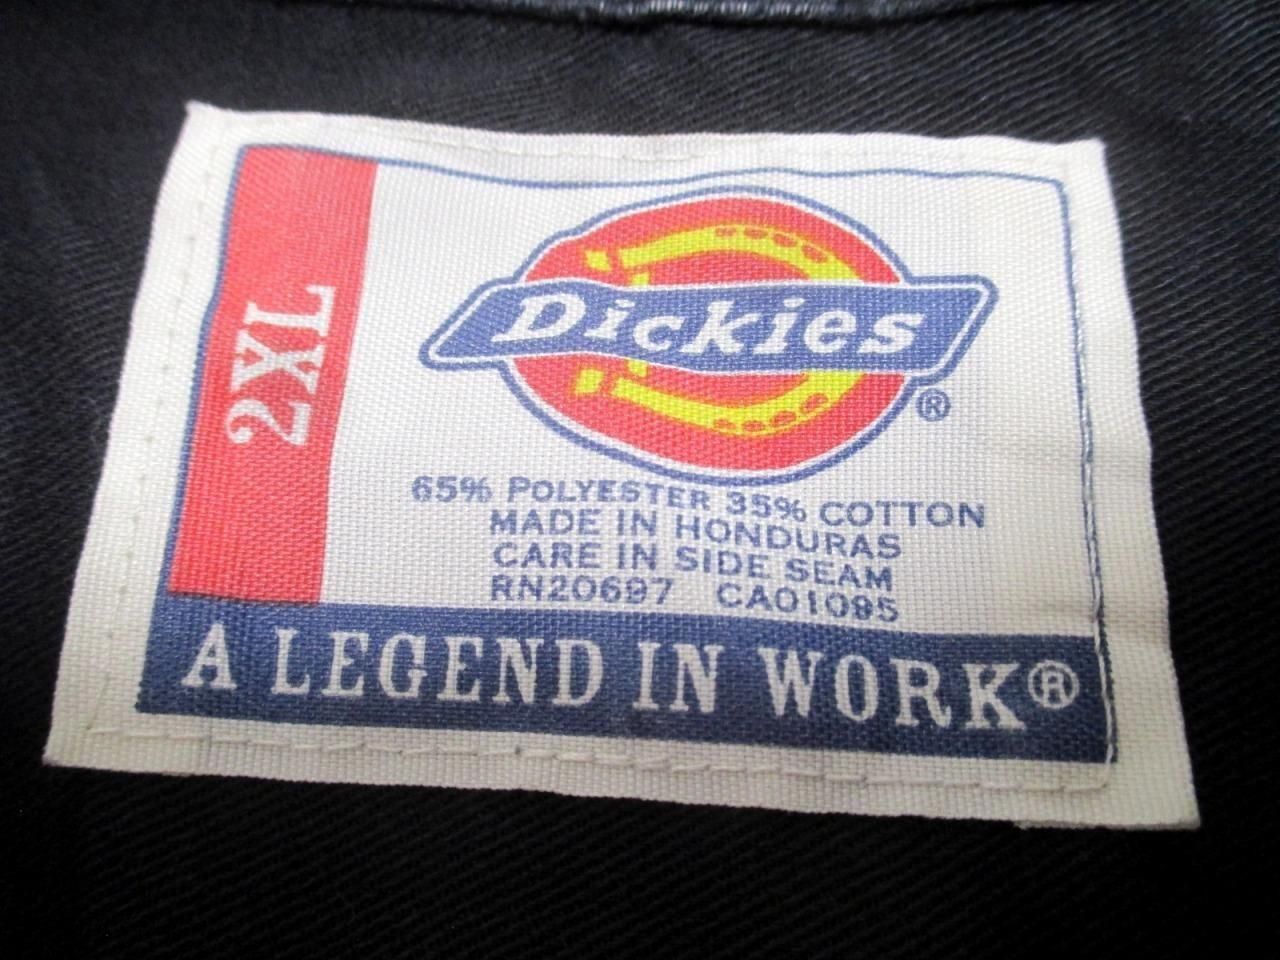 2XL
Dickies
®
65% POLYESTER 35% COTTON
MADE IN HONDURAS
CARE IN SIDE SEAM
RN20697 CA01095
A LEGEND IN WORK®